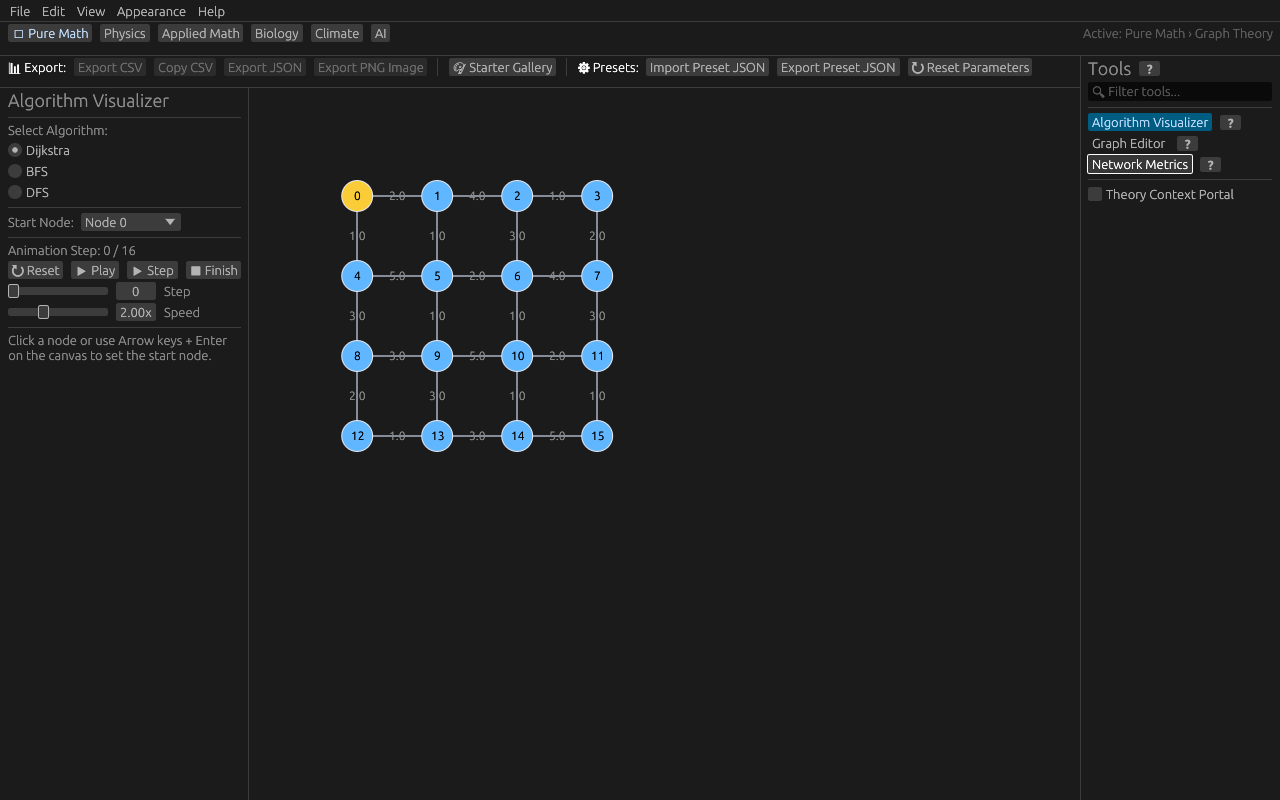 File Edit View Appearance Help
Pure Math Physics Applied Math Biology Climate AI Active: Pure Math › Graph Theory
Export: Export CSV Copy CSV Export JSON Export PNG Image Starter Gallery Presets: Import Preset JSON Export Preset JSON Reset Parameters
Algorithm Visualizer
Select Algorithm:
Dijkstra
BFS
DFS
Start Node: Node 0
Animation Step: 0 / 16
Reset Play Step Finish
0 Step
2.00x Speed
Click a node or use Arrow keys + Enter
on the canvas to set the start node.
0 2.0 1 4.0 2 1.0 3
1.0 1.0 3.0 2.0
4 5.0 5 2.0 6 4.0 7
3.0 1.0 1.0 3.0
8 3.0 9 5.0 10 2.0 11
2.0 3.0 1.0 1.0
12 1.0 13 3.0 14 5.0 15
Tools ?
Filter tools...
Algorithm Visualizer ?
Graph Editor ?
Network Metrics ?
Theory Context Portal